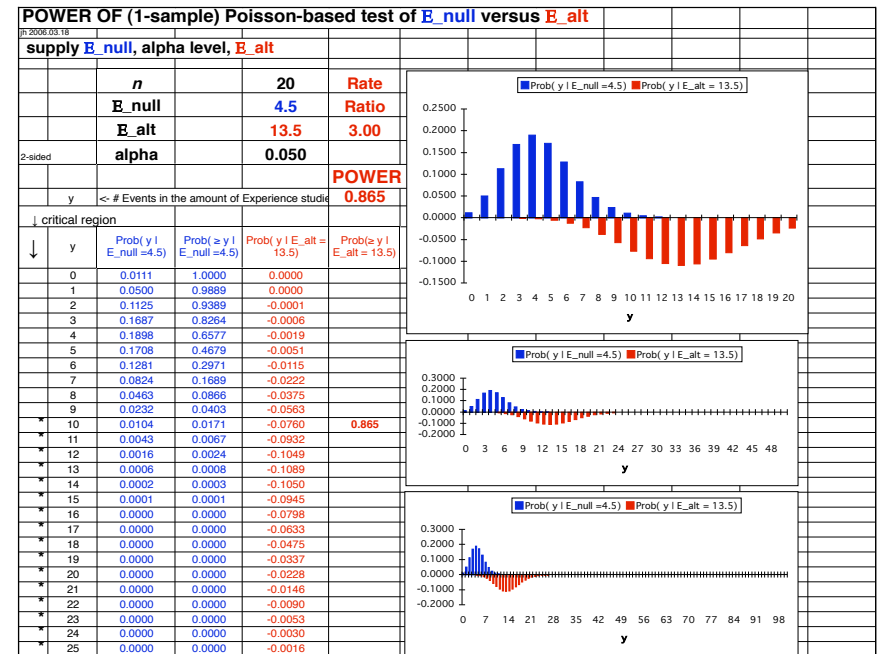 POWER OF (1-sample) Poisson-based test of E_null versus E_alt
jh 2006.03.18
supply E_null, alpha level, E_alt
n 20 Rate
E_null 4.5 Ratio
E_alt 13.5 3.00
2-sided alpha 0.050
POWER
y <- # Events in the amount of Experience studie 0.865
↓ critical region
↓ y Prob( y l E_null =4.5) Prob( ≥ y l E_null =4.5) Prob( y l E_alt = 13.5) Prob(≥ y l E_alt = 13.5)
0 0.0111 1.0000 0.0000
1 0.0500 0.9889 0.0000
2 0.1125 0.9389 -0.0001
3 0.1687 0.8264 -0.0006
4 0.1898 0.6577 -0.0019
5 0.1708 0.4679 -0.0051
6 0.1281 0.2971 -0.0115
7 0.0824 0.1689 -0.0222
8 0.0463 0.0866 -0.0375
9 0.0232 0.0403 -0.0563
* 10 0.0104 0.0171 -0.0760 0.865
* 11 0.0043 0.0067 -0.0932
* 12 0.0016 0.0024 -0.1049
* 13 0.0006 0.0008 -0.1089
* 14 0.0002 0.0003 -0.1050
* 15 0.0001 0.0001 -0.0945
* 16 0.0000 0.0000 -0.0798
* 17 0.0000 0.0000 -0.0633
* 18 0.0000 0.0000 -0.0475
* 19 0.0000 0.0000 -0.0337
* 20 0.0000 0.0000 -0.0228
* 21 0.0000 0.0000 -0.0146
* 22 0.0000 0.0000 -0.0090
* 23 0.0000 0.0000 -0.0053
* 24 0.0000 0.0000 -0.0030
* 25 0.0000 0.0000 -0.0016
Prob( y l E_null =4.5) Prob( y l E_alt = 13.5)
0.2500
0.2000
0.1500
0.1000
0.0500
0.0000
-0.0500
-0.1000
-0.1500
0 1 2 3 4 5 6 7 8 9 10 11 12 13 14 15 16 17 18 19 20
y
Prob( y l E_null =4.5) Prob( y l E_alt = 13.5)
0.3000
0.2000
0.1000
0.0000
-0.1000
-0.2000
0 3 6 9 12 15 18 21 24 27 30 33 36 39 42 45 48
y
Prob( y l E_null =4.5) Prob( y l E_alt = 13.5)
0.3000
0.2000
0.1000
0.0000
-0.1000
-0.2000
0 7 14 21 28 35 42 49 56 63 70 77 84 91 98
y